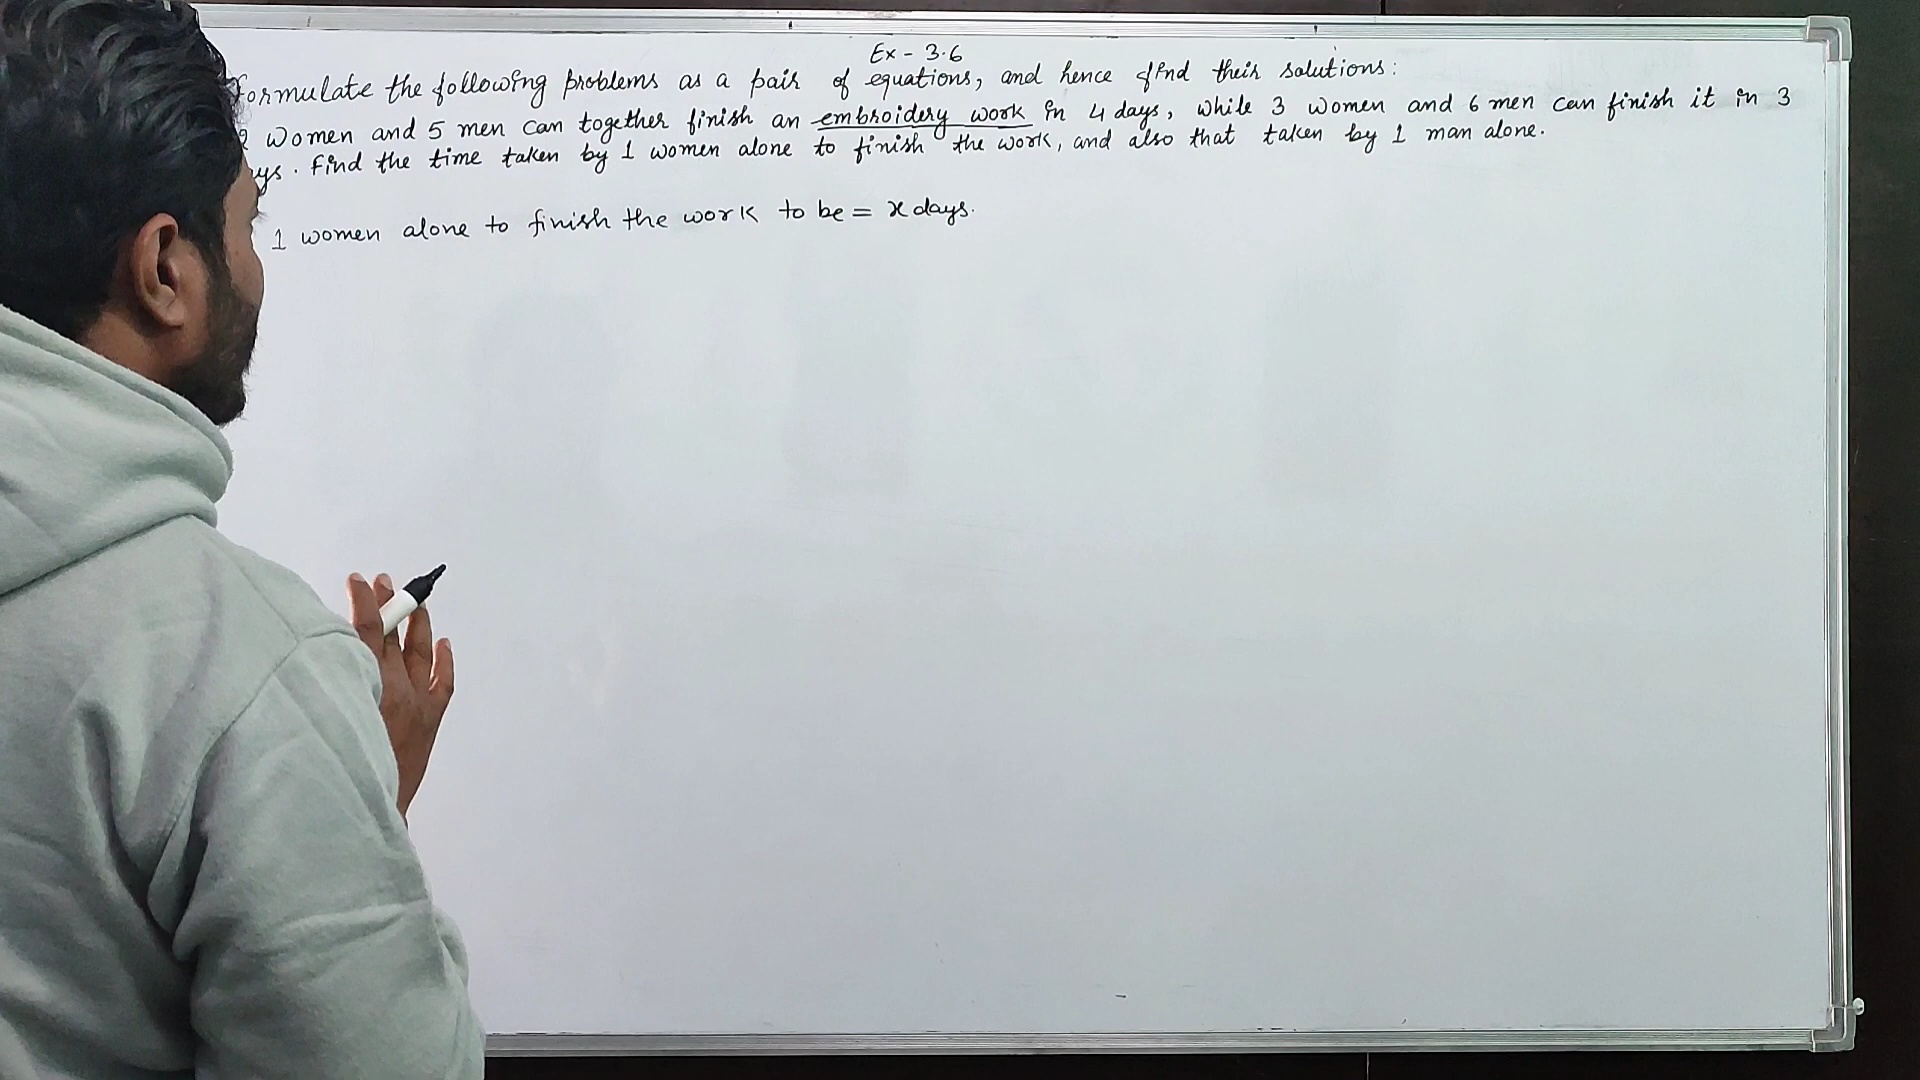 Ex - 3.6
formulate the following problems as a pair of equations, and hence find their solutions:
2 women and 5 men can together finish an embroidery work in 4 days, while 3 women and 6 men can finish it in 3
ys. find the time taken by 1 women alone to finish the work, and also that taken by 1 man alone.
1 women alone to finish the work to be = x days.